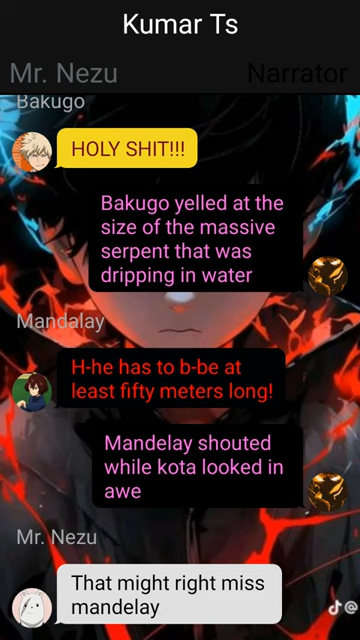 Kumar Ts
Mr. Nezu
Narrator
Bakugo
HOLY SHIT!!!
Bakugo yelled at the
size of the massive
serpent that was
dripping in water
Mandalay
H-he has to b-be at
least fifty meters long!
Mandelay shouted
while kota looked in
awe
Mr. Nezu
That might right miss
mandelay
@